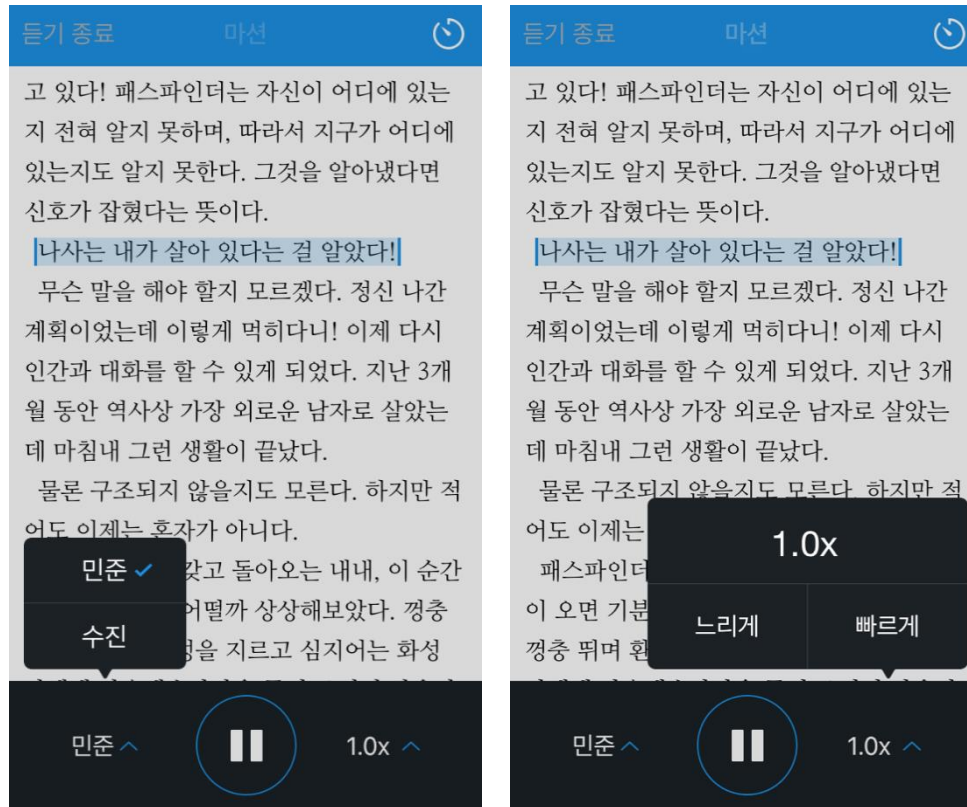 듣기 종료 마션
고 있다! 패스파인더는 자신이 어디에 있는
지 전혀 알지 못하며, 따라서 지구가 어디에
있는지도 알지 못한다. 그것을 알아냈다면
신호가 잡혔다는 뜻이다.
나사는 내가 살아 있다는 걸 알았다!
무슨 말을 해야 할지 모르겠다. 정신 나간
계획이었는데 이렇게 먹히다니! 이제 다시
인간과 대화를 할 수 있게 되었다. 지난 3개
월 동안 역사상 가장 외로운 남자로 살았는
데 마침내 그런 생활이 끝났다.
물론 구조되지 않을지도 모른다. 하지만 적
어도 이제는 혼자가 아니다.
갖고 돌아오는 내내, 이 순간
어떨까 상상해보았다. 껑충
지르고 심지어는 화성
민준
수진
민준 1.0x
듣기 종료 마션
고 있다! 패스파인더는 자신이 어디에 있는
지 전혀 알지 못하며, 따라서 지구가 어디에
있는지도 알지 못한다. 그것을 알아냈다면
신호가 잡혔다는 뜻이다.
나사는 내가 살아 있다는 걸 알았다!
무슨 말을 해야 할지 모르겠다. 정신 나간
계획이었는데 이렇게 먹히다니! 이제 다시
인간과 대화를 할 수 있게 되었다. 지난 3개
월 동안 역사상 가장 외로운 남자로 살았는
데 마침내 그런 생활이 끝났다.
물론 구조되지 않을지도 모른다. 하지만 적
어도 이제는
패스파인더
이 오면 기분
껑충 뛰며 환
1.0x
느리게 빠르게
민준 1.0x